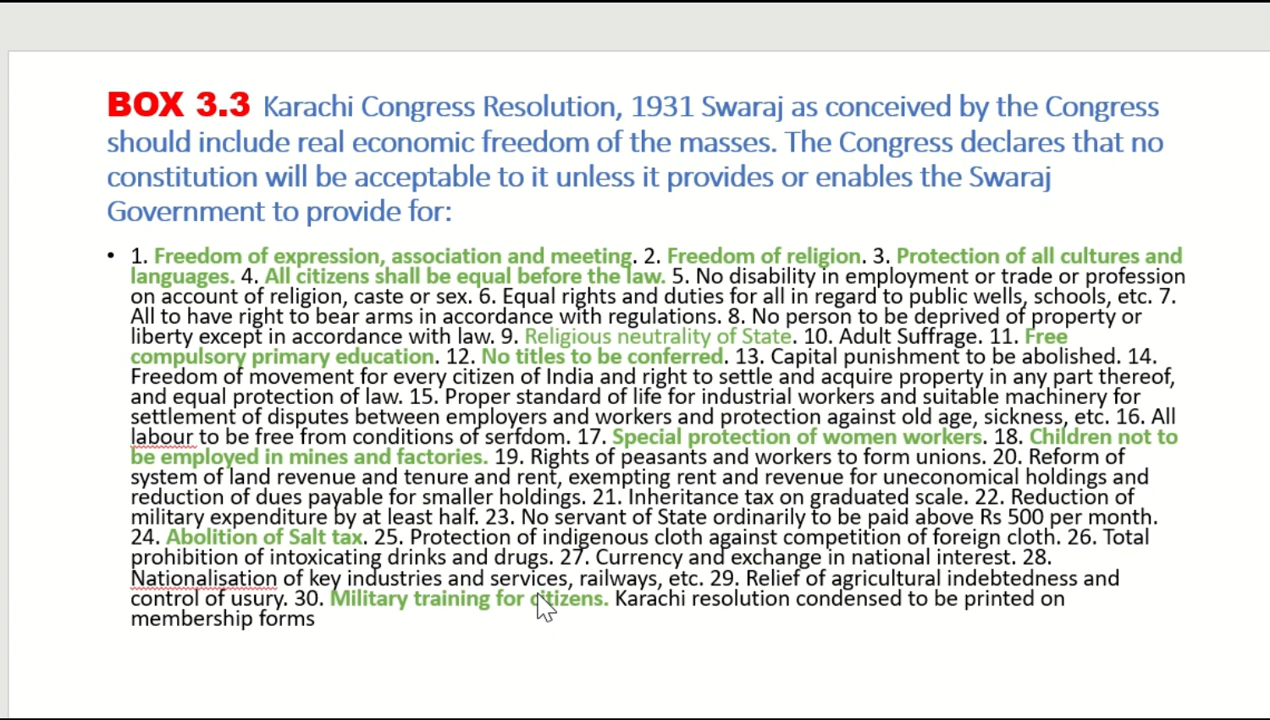 BOX 3.3 Karachi Congress Resolution, 1931 Swaraj as conceived by the Congress
should include real economic freedom of the masses. The Congress declares that no
constitution will be acceptable to it unless it provides or enables the Swaraj
Government to provide for:
• 1. Freedom of expression, association and meeting. 2. Freedom of religion. 3. Protection of all cultures and
languages. 4. All citizens shall be equal before the law. 5. No disability in employment or trade or profession
on account of religion, caste or sex. 6. Equal rights and duties for all in regard to public wells, schools, etc. 7.
All to have right to bear arms in accordance with regulations. 8. No person to be deprived of property or
liberty except in accordance with law. 9. Religious neutrality of State. 10. Adult Suffrage. 11. Free
compulsory primary education. 12. No titles to be conferred. 13. Capital punishment to be abolished. 14.
Freedom of movement for every citizen of India and right to settle and acquire property in any part thereof,
and equal protection of law. 15. Proper standard of life for industrial workers and suitable machinery for
settlement of disputes between employers and workers and protection against old age, sickness, etc. 16. All
labour to be free from conditions of serfdom. 17. Special protection of women workers. 18. Children not to
be employed in mines and factories. 19. Rights of peasants and workers to form unions. 20. Reform of
system of land revenue and tenure and rent, exempting rent and revenue for uneconomical holdings and
reduction of dues payable for smaller holdings. 21. Inheritance tax on graduated scale. 22. Reduction of
military expenditure by at least half. 23. No servant of State ordinarily to be paid above Rs 500 per month.
24. Abolition of Salt tax. 25. Protection of indigenous cloth against competition of foreign cloth. 26. Total
prohibition of intoxicating drinks and drugs. 27. Currency and exchange in national interest. 28.
Nationalisation of key industries and services, railways, etc. 29. Relief of agricultural indebtedness and
control of usury. 30. Military training for citizens. Karachi resolution condensed to be printed on
membership forms